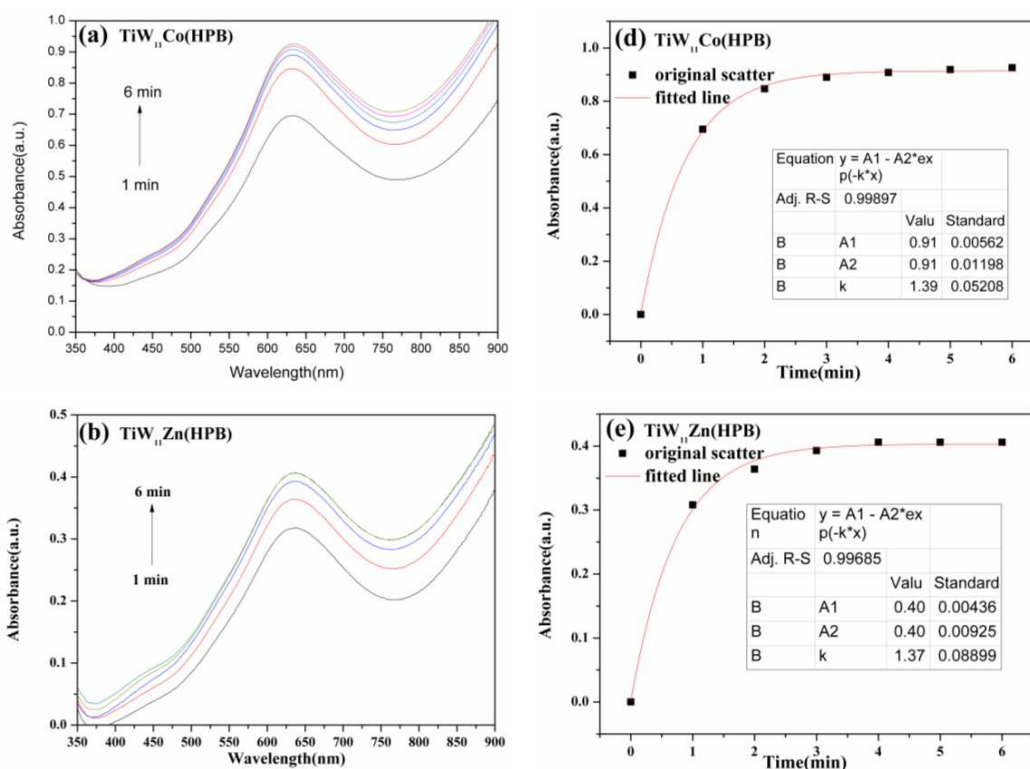 (a) TiW₁₁Co(HPB)
6 min
1 min
Absorbance(a.u.)
1.0
0.9
0.8
0.7
0.6
0.5
0.4
0.3
0.2
0.1
0.0
350 400 450 500 550 600 650 700 750 800 850 900
Wavelength(nm)
(d) TiW₁₁Co(HPB)
original scatter
fitted line
Absorbance(a.u.)
1.0
0.8
0.6
0.4
0.2
0.0
Equation y = A1 - A2*ex
p(-k*x)
Adj. R-S 0.99897
Valu Standard
B A1 0.91 0.00562
B A2 0.91 0.01198
B k 1.39 0.05208
0 1 2 3 4 5 6
Time(min)
(b) TiW₁₁Zn(HPB)
6 min
1 min
Absorbance(a.u.)
0.5
0.4
0.3
0.2
0.1
0.0
350 400 450 500 550 600 650 700 750 800 850 900
Wavelength(nm)
(e) TiW₁₁Zn(HPB)
original scatter
fitted line
Absorbance(a.u.)
0.4
0.3
0.2
0.1
0.0
Equatio y = A1 - A2*ex
n p(-k*x)
Adj. R-S 0.99685
Valu Standard
B A1 0.40 0.00436
B A2 0.40 0.00925
B k 1.37 0.08899
0 1 2 3 4 5 6
Time(min)